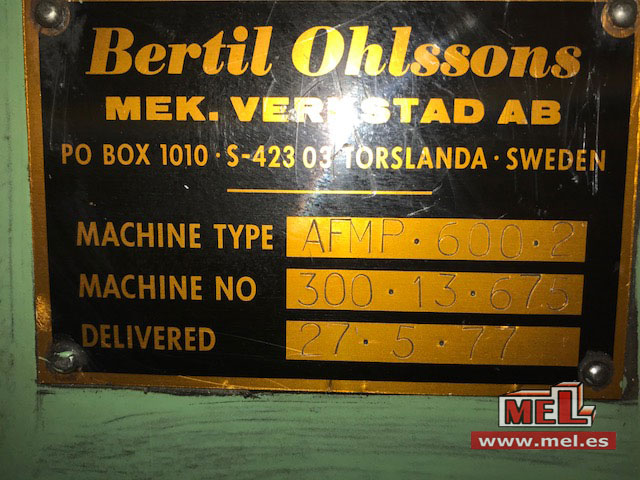 Bertil Ohlssons
MEK. VERKSTAD AB
PO BOX 1010 · S-423 03 TORSLANDA · SWEDEN
MACHINE TYPE AFMP · 600 · 2
MACHINE NO 300 · 13 · 675
DELIVERED 27 · 5 · 77
MEL
www.mel.es